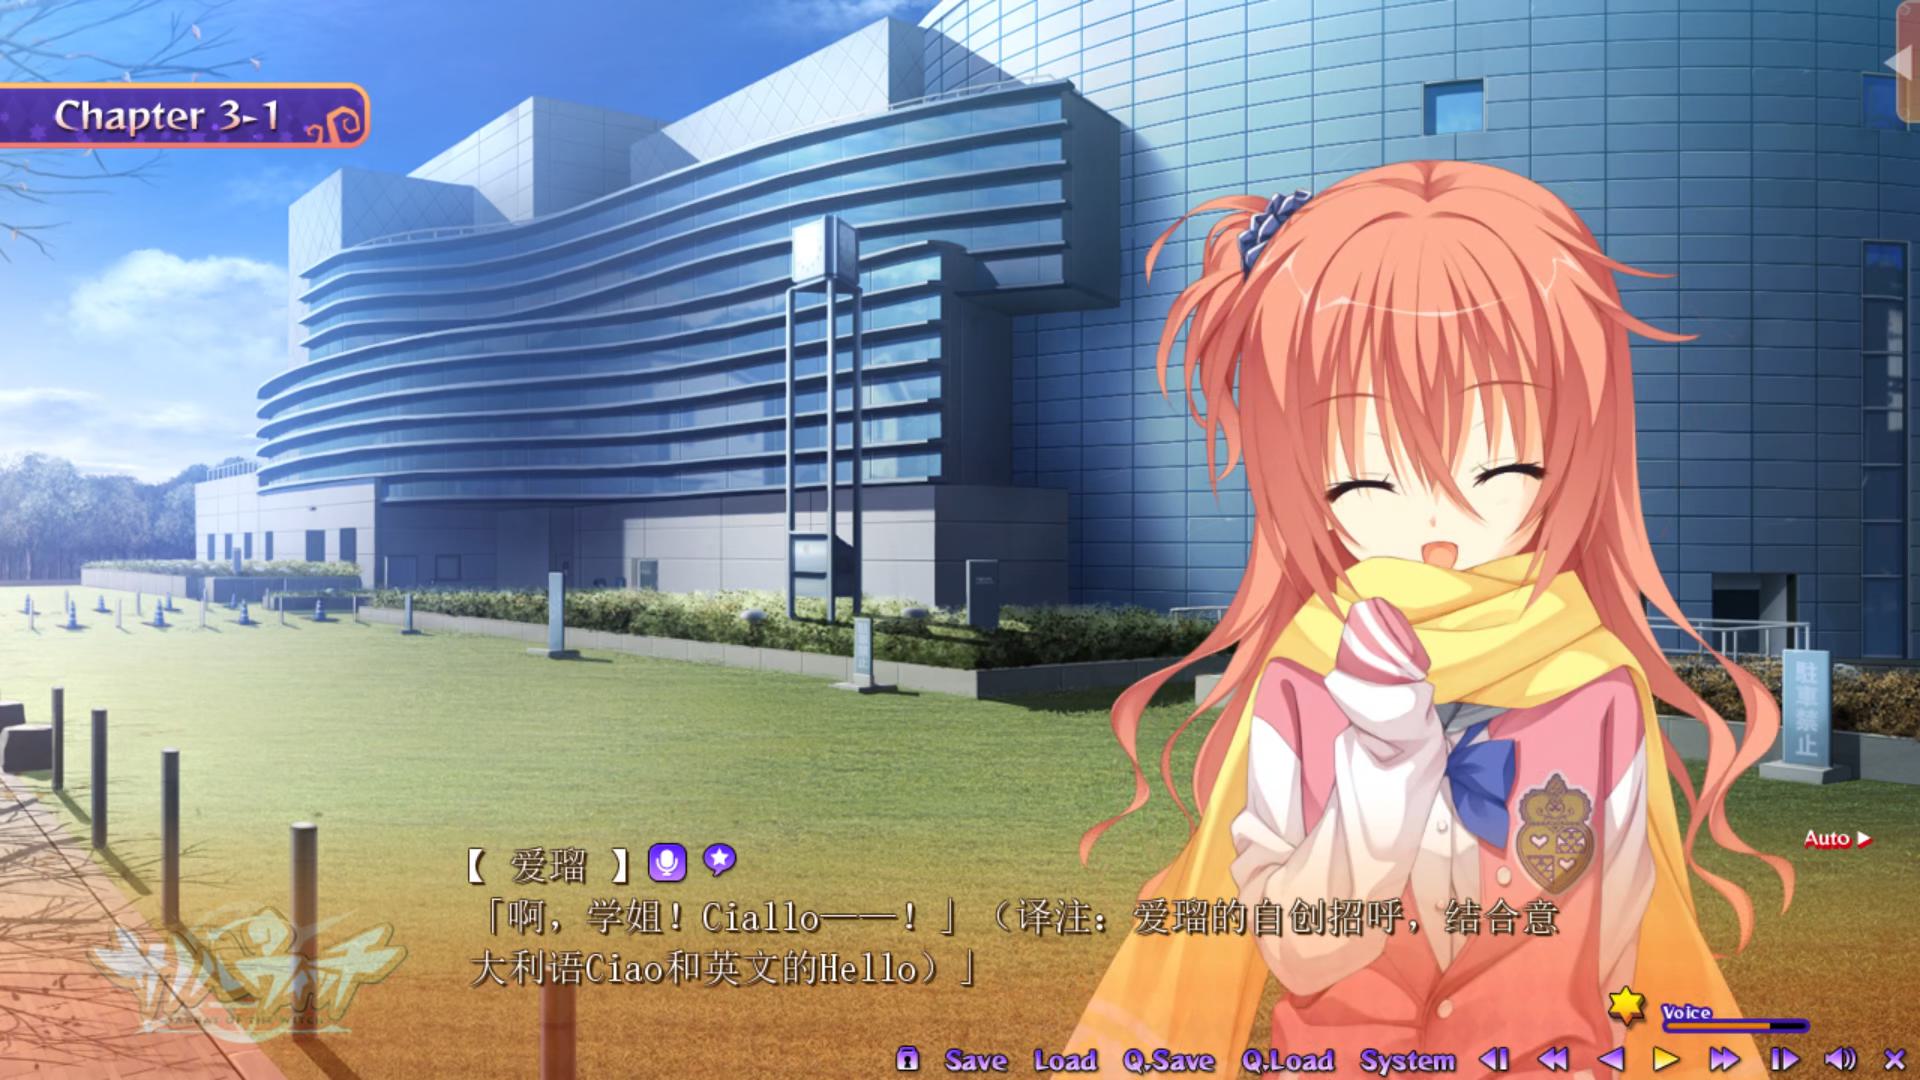 Chapter 3-1
駐車禁止
Auto
【 爱瑠 】
「啊，学姐！Ciallo——！」（译注：爱瑠的自创招呼，结合意
大利语Ciao和英文的Hello）」
Voice
Save Load Q.Save Q.Load System